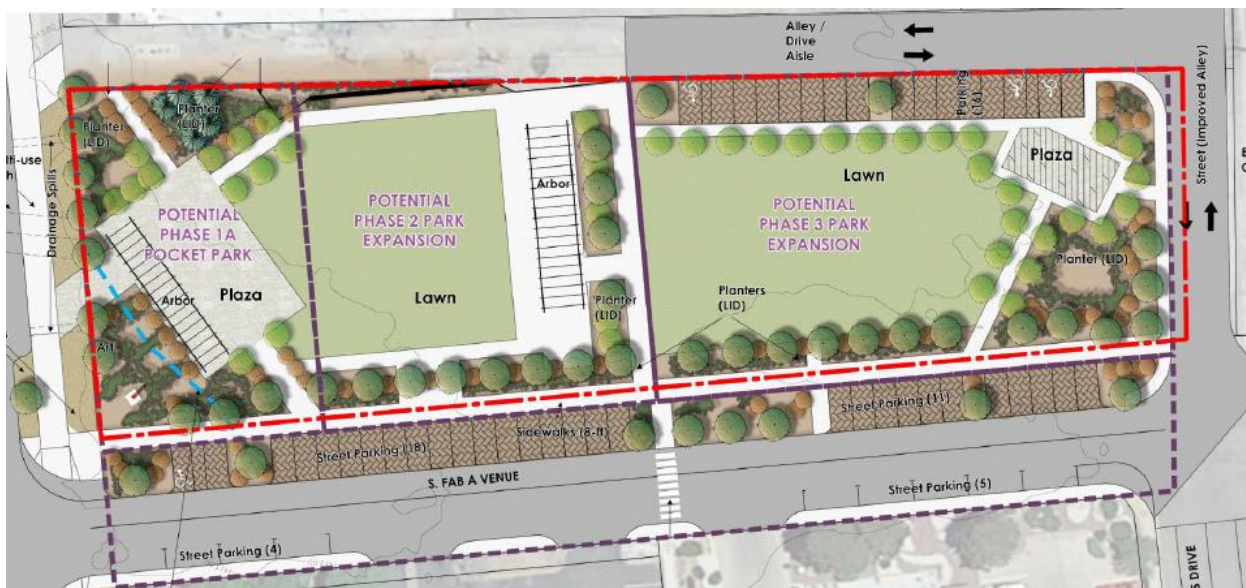 Alley /
Drive
Aisle
Planter
(LID)
Planter
(LID)
Parking
(16)
Street (Improved Alley)
Drainage Spills
Plaza
Lawn
Arbor
POTENTIAL
PHASE 1A
POCKET PARK
POTENTIAL
PHASE 2 PARK
EXPANSION
POTENTIAL
PHASE 3 PARK
EXPANSION
Planter (LID)
Arbor
Plaza
Lawn
Planter
(LID)
Planters
(LID)
Art
Street Parking (18)
Sidewalks (8-ft)
Street Parking (11)
S. FAB A VENUE
Street Parking (5)
Street Parking (4)
S DRIVE